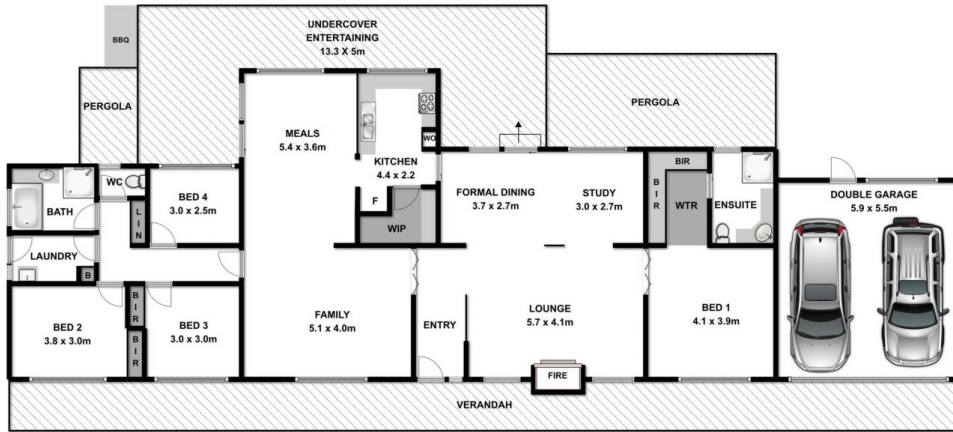 UNDERCOVER
ENTERTAINING
13.3 X 5m
BBQ
PERGOLA
PERGOLA
MEALS
5.4 x 3.6m
WO
KITCHEN
4.4 x 2.2
F
WIP
WC
BED 4
3.0 x 2.5m
BATH
LIN
LAUNDRY
B
FORMAL DINING
3.7 x 2.7m
STUDY
3.0 x 2.7m
BIR
BIR
WTR
ENSUITE
DOUBLE GARAGE
5.9 x 5.5m
BED 2
3.8 x 3.0m
BIR
BIR
BED 3
3.0 x 3.0m
FAMILY
5.1 x 4.0m
ENTRY
LOUNGE
5.7 x 4.1m
BED 1
4.1 x 3.9m
FIRE
VERANDAH